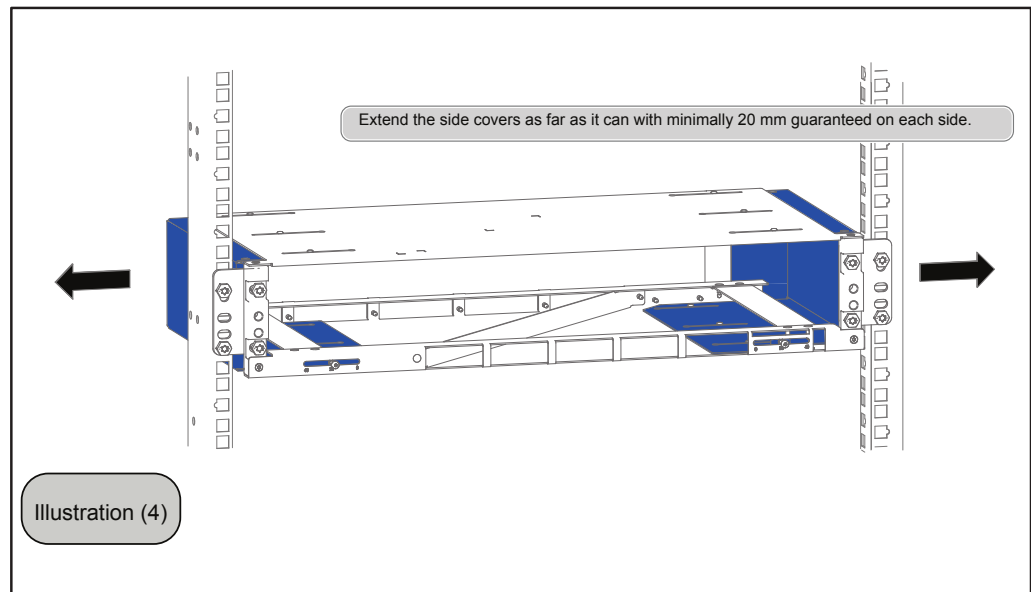 Extend the side covers as far as it can with minimally 20 mm guaranteed on each side.
Illustration (4)